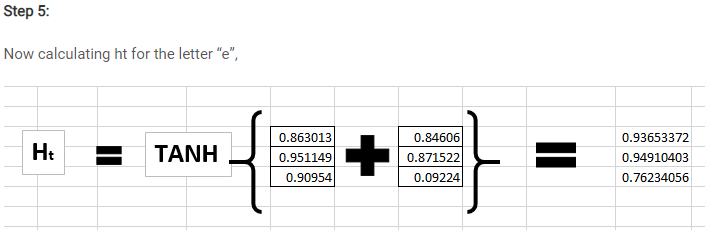 Step 5:
Now calculating ht for the letter “e”,
Ht = TANH { 0.863013 + 0.84606 } = 0.93653372
0.951149 0.871522 0.94910403
0.90954 0.09224 0.76234056